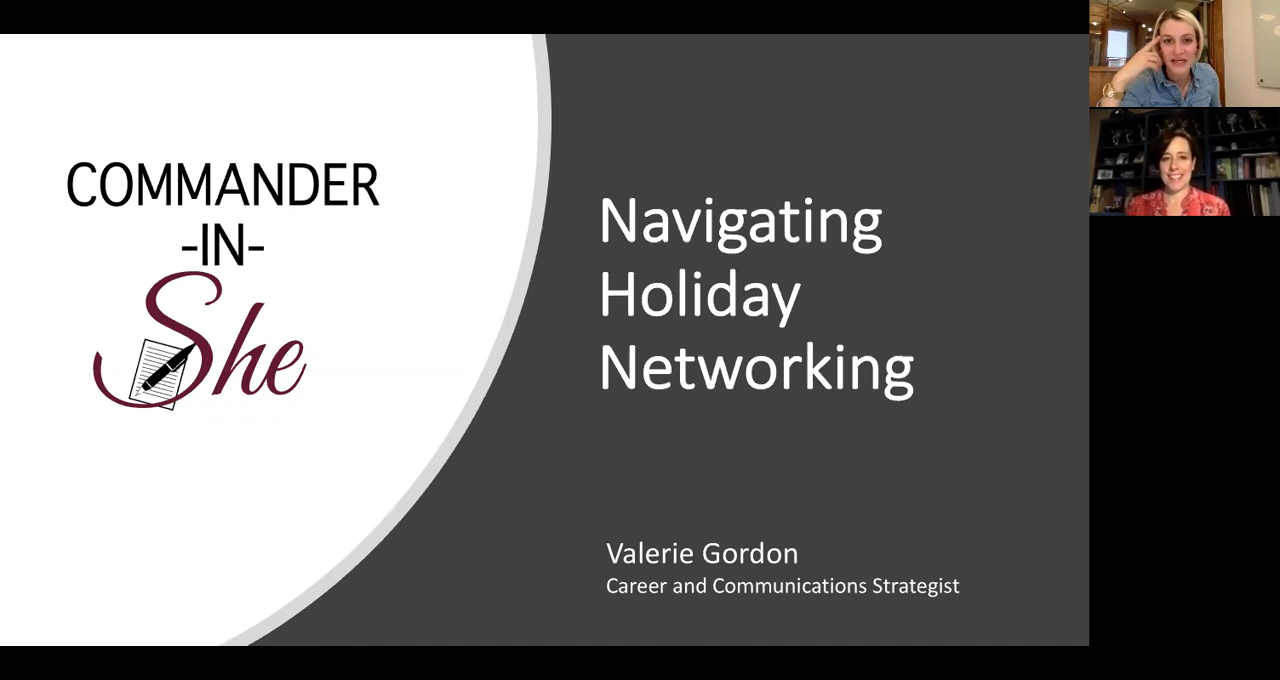 COMMANDER
-IN-
She
Navigating
Holiday
Networking
Valerie Gordon
Career and Communications Strategist